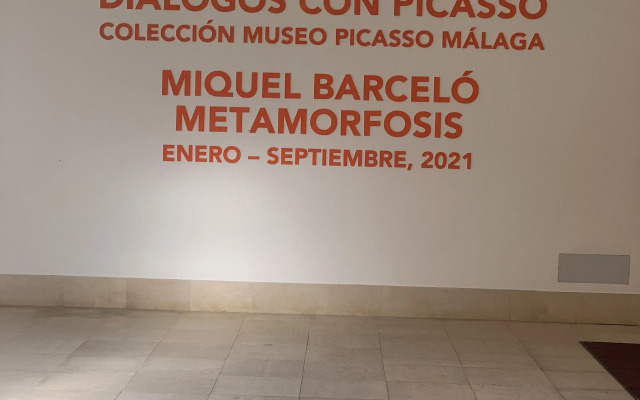 DIÁLOGOS CON PICASSO
COLECCIÓN MUSEO PICASSO MÁLAGA
MIQUEL BARCELÓ
METAMORFOSIS
ENERO – SEPTIEMBRE, 2021